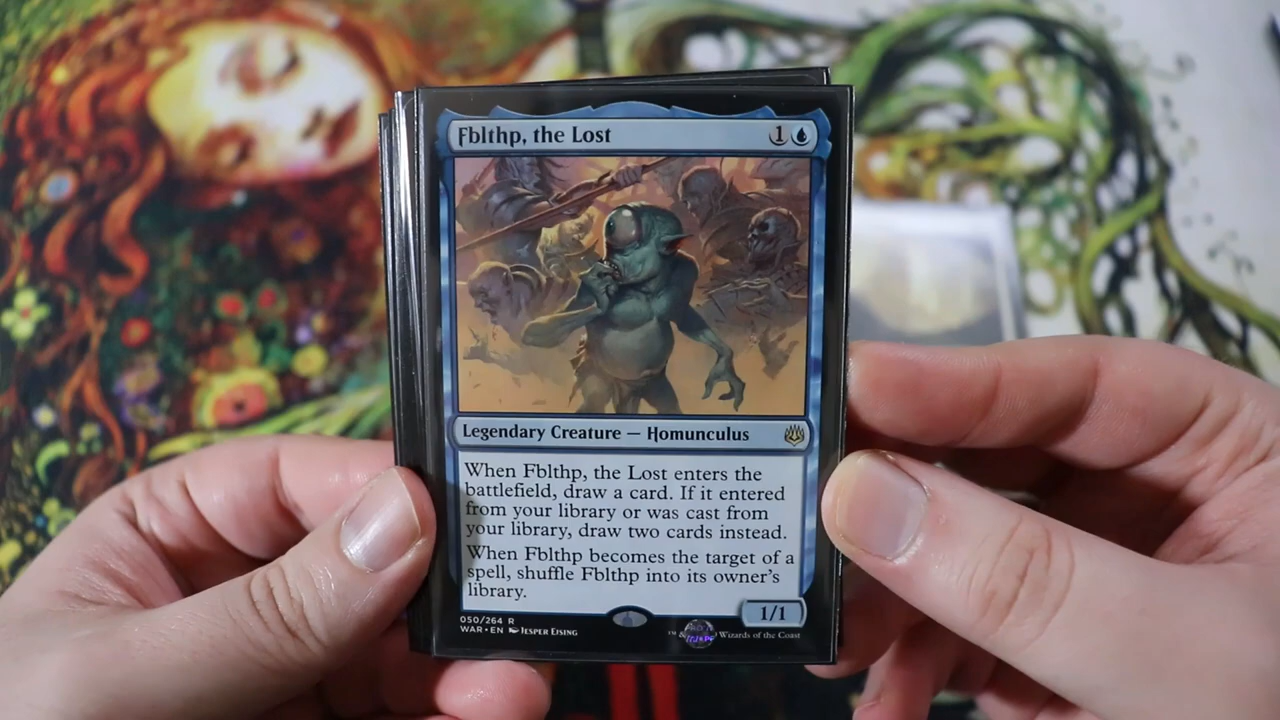 Fblthp, the Lost
1
Legendary Creature — Homunculus
When Fblthp, the Lost enters the
battlefield, draw a card. If it entered
from your library or was cast from
your library, draw two cards instead.
When Fblthp becomes the target of a
spell, shuffle Fblthp into its owner's
library.
1/1
050/264 R
WAR • EN Jesper Eising
™ & Wizards of the Coast